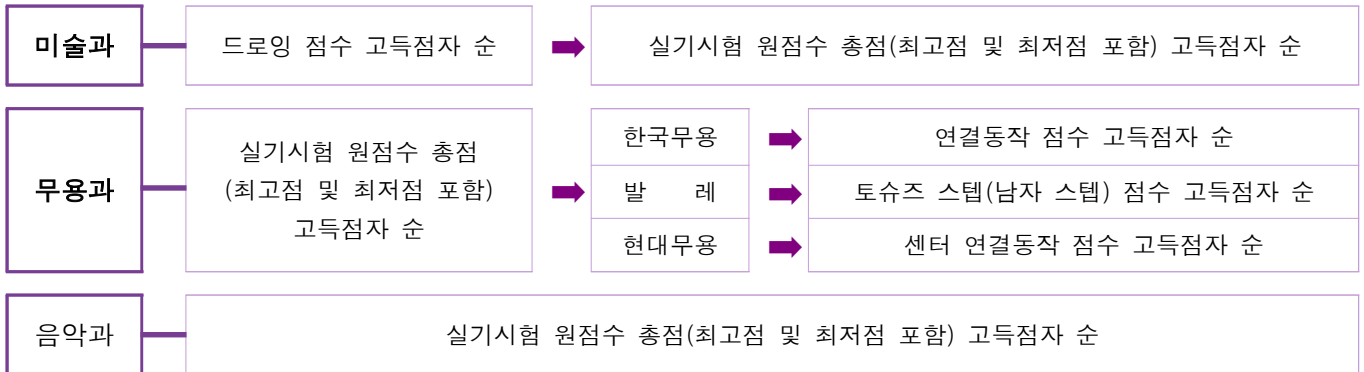 미술과
드로잉 점수 고득점자 순
실기시험 원점수 총점(최고점 및 최저점 포함) 고득점자 순
무용과
실기시험 원점수 총점
(최고점 및 최저점 포함)
고득점자 순
한국무용
연결동작 점수 고득점자 순
발 레
토슈즈 스텝(남자 스텝) 점수 고득점자 순
현대무용
센터 연결동작 점수 고득점자 순
음악과
실기시험 원점수 총점(최고점 및 최저점 포함) 고득점자 순